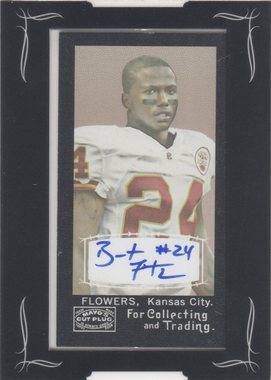 24
#24
FLOWERS, Kansas City.
MAYO
CUT PLUG
For Collecting
and Trading.